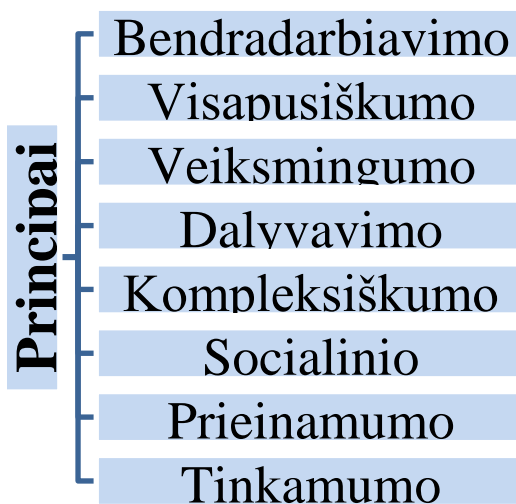 Principai
Bendradarbiavimo
Visapusiškumo
Veiksmingumo
Dalyvavimo
Kompleksiškumo
Socialinio
Prieinamumo
Tinkamumo